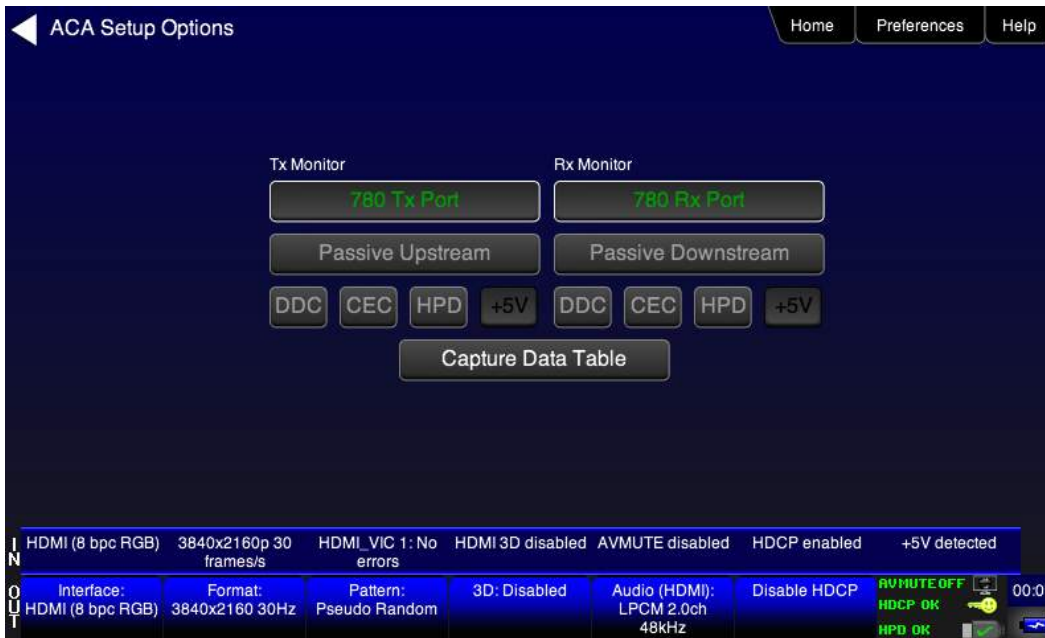 ACA Setup Options
Home
Preferences
Help
Tx Monitor
Rx Monitor
780 Tx Port
780 Rx Port
Passive Upstream
Passive Downstream
DDC
CEC
HPD
+5V
DDC
CEC
HPD
+5V
Capture Data Table
IN
HDMI (8 bpc RGB)
3840x2160p 30
frames/s
HDMI_VIC 1: No
errors
HDMI 3D disabled
AVMUTE disabled
HDCP enabled
+5V detected
OUT
Interface:
HDMI (8 bpc RGB)
Format:
3840x2160 30Hz
Pattern:
Pseudo Random
3D: Disabled
Audio (HDMI):
LPCM 2.0ch
48kHz
Disable HDCP
AVMUTE OFF
HDCP OK
HPD OK
00:0